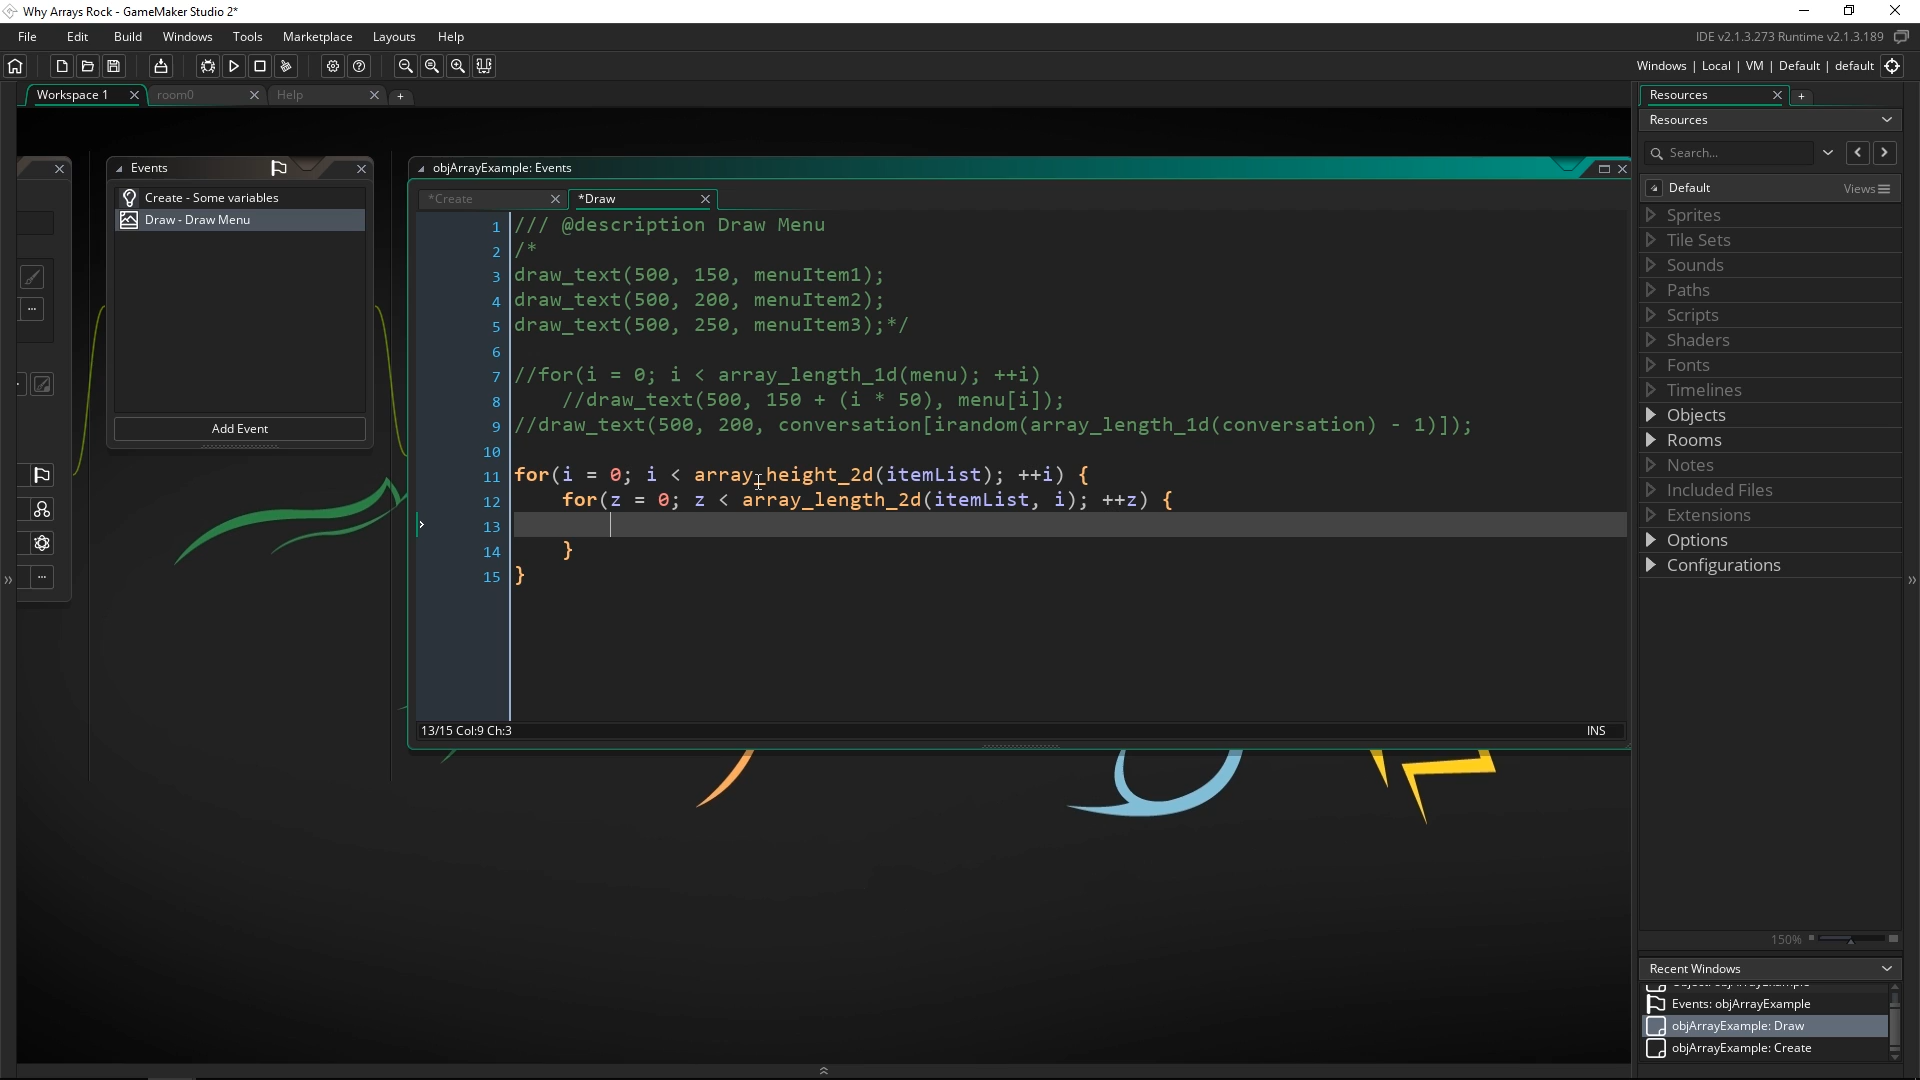 Why Arrays Rock - GameMaker Studio 2*
File Edit Build Windows Tools Marketplace Layouts Help
IDE v2.1.3.273 Runtime v2.1.3.189
Windows | Local | VM | Default | default
Workspace 1
room0
Help
Events
Create - Some variables
Draw - Draw Menu
Add Event
objArrayExample: Events
*Create
*Draw
1 /// @description Draw Menu
2 /*
3 draw_text(500, 150, menuItem1);
4 draw_text(500, 200, menuItem2);
5 draw_text(500, 250, menuItem3);*/
6
7 //for(i = 0; i < array_length_1d(menu); ++i)
8 //draw_text(500, 150 + (i * 50), menu[i]);
9 //draw_text(500, 200, conversation[irandom(array_length_1d(conversation) - 1)]);
10
11 for(i = 0; i < array_height_2d(itemList); ++i) {
12 for(z = 0; z < array_length_2d(itemList, i); ++z) {
13
14 }
15 }
13/15 Col:9 Ch:3
INS
Resources
Resources
Search...
Default
Views
Sprites
Tile Sets
Sounds
Paths
Scripts
Shaders
Fonts
Timelines
Objects
Rooms
Notes
Included Files
Extensions
Options
Configurations
150%
Recent Windows
Events: objArrayExample
objArrayExample: Draw
objArrayExample: Create